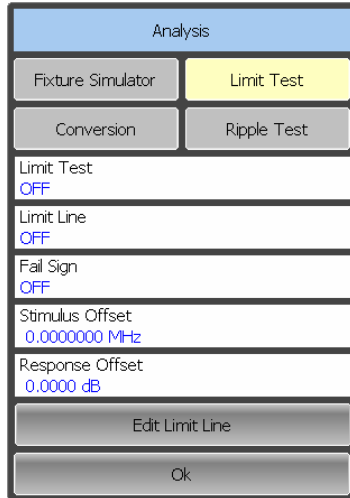 Analysis
Fixture Simulator
Limit Test
Conversion
Ripple Test
Limit Test
OFF
Limit Line
OFF
Fail Sign
OFF
Stimulus Offset
0.0000000 MHz
Response Offset
0.0000 dB
Edit Limit Line
Ok